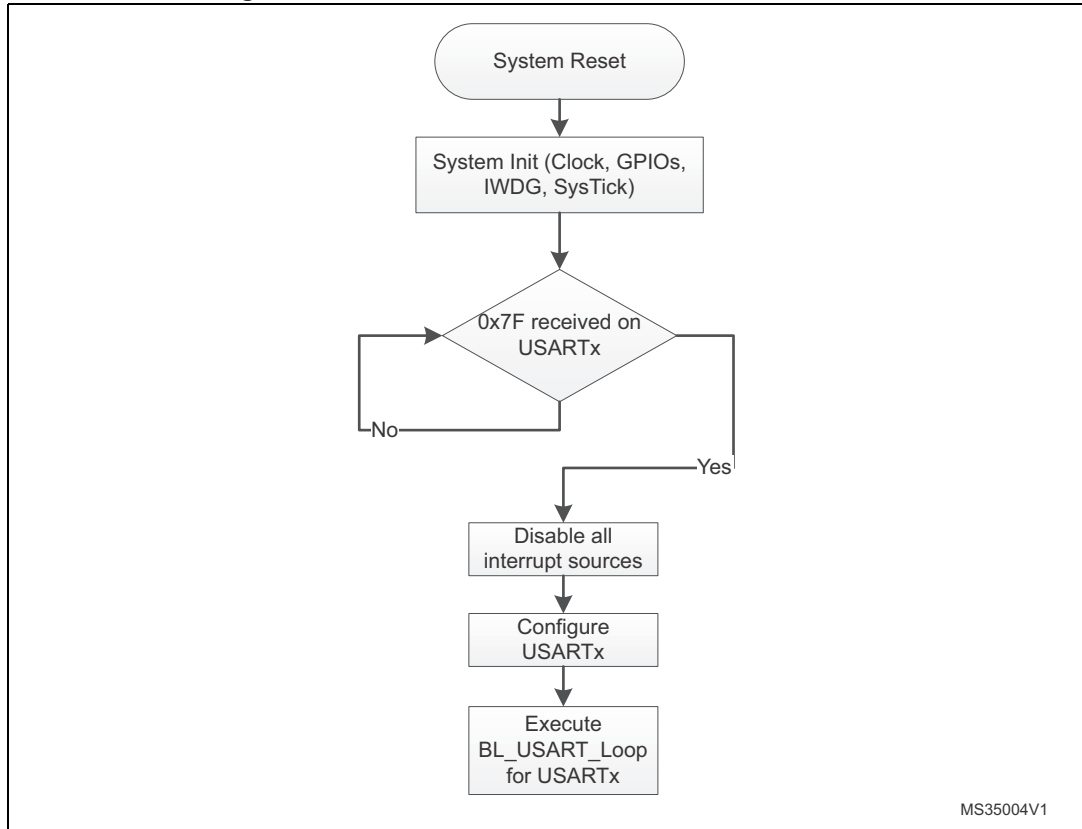 System Reset
System Init (Clock, GPIOs,
IWDG, SysTick)
0x7F received on
USARTx
No
Yes
Disable all
interrupt sources
Configure
USARTx
Execute
BL_USART_Loop
for USARTx
MS35004V1